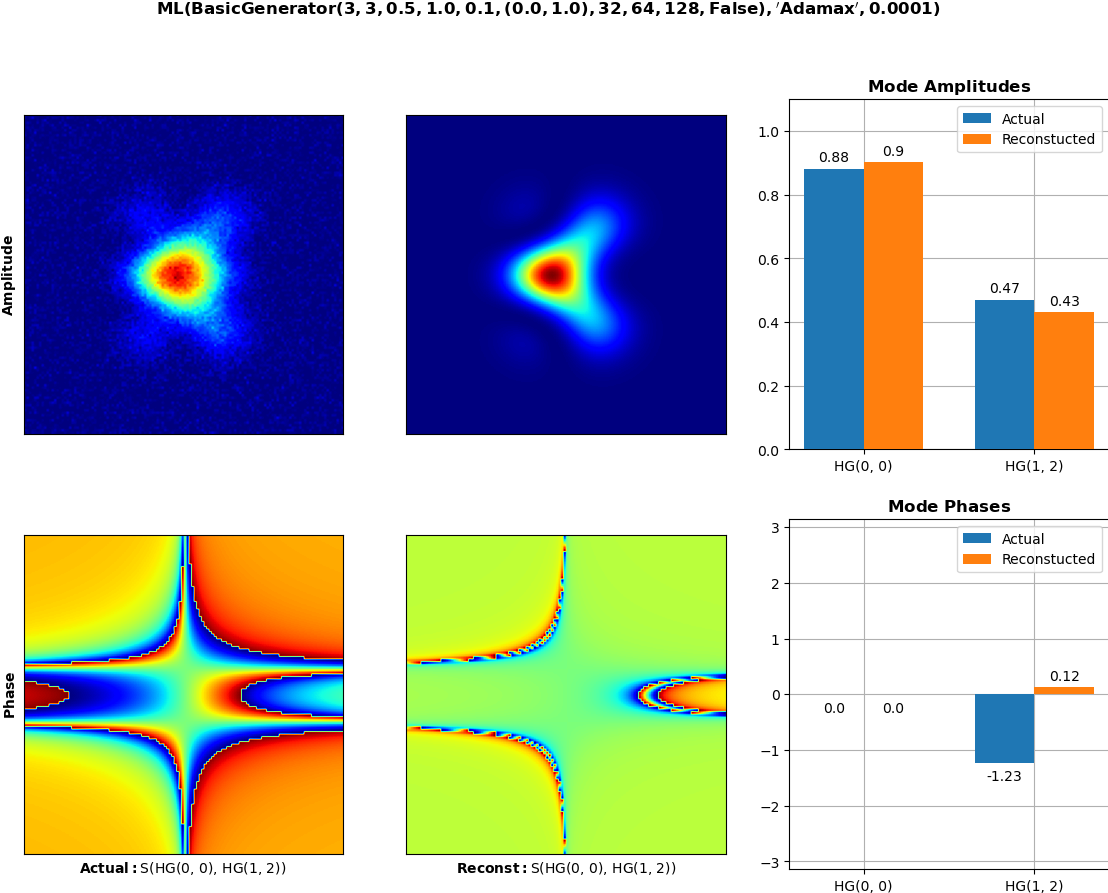 ML(BasicGenerator(3, 3, 0.5, 1.0, 0.1, (0.0, 1.0), 32, 64, 128, False), ′Adamax′, 0.0001)
Amplitude
Mode Amplitudes
Actual
Reconstucted
1.0
0.8
0.6
0.4
0.2
0.0
0.88
0.9
0.47
0.43
HG(0, 0)
HG(1, 2)
Phase
Actual: S(HG(0, 0), HG(1, 2))
Reconst: S(HG(0, 0), HG(1, 2))
Mode Phases
Actual
Reconstucted
3
2
1
0
−1
−2
−3
0.0
0.0
-1.23
0.12
HG(0, 0)
HG(1, 2)